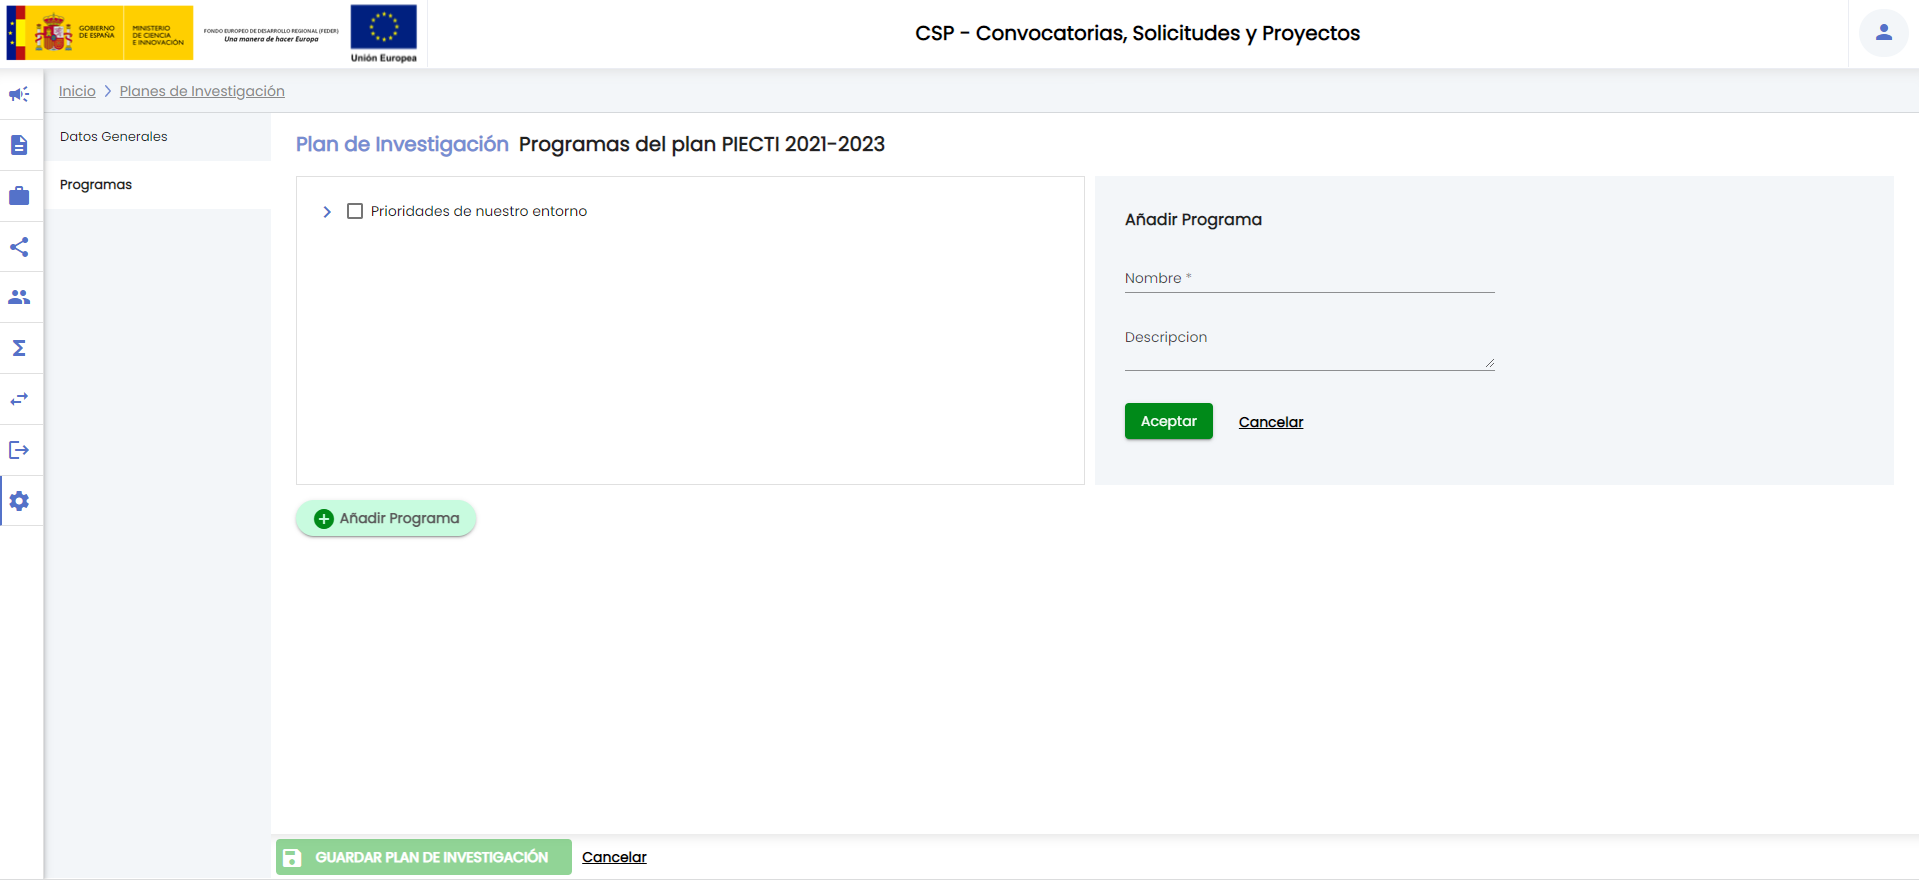 GOBIERNO
DE ESPAÑA
MINISTERIO
DE CIENCIA
E INNOVACIÓN
FONDO EUROPEO DE DESARROLLO REGIONAL (FEDER)
Una manera de hacer Europa
Unión Europea
CSP - Convocatorias, Solicitudes y Proyectos
Inicio > Planes de Investigación
Datos Generales
Programas
Plan de Investigación Programas del plan PIECTI 2021-2023
Prioridades de nuestro entorno
Añadir Programa
Nombre *
Descripcion
Aceptar Cancelar
Añadir Programa
GUARDAR PLAN DE INVESTIGACIÓN Cancelar